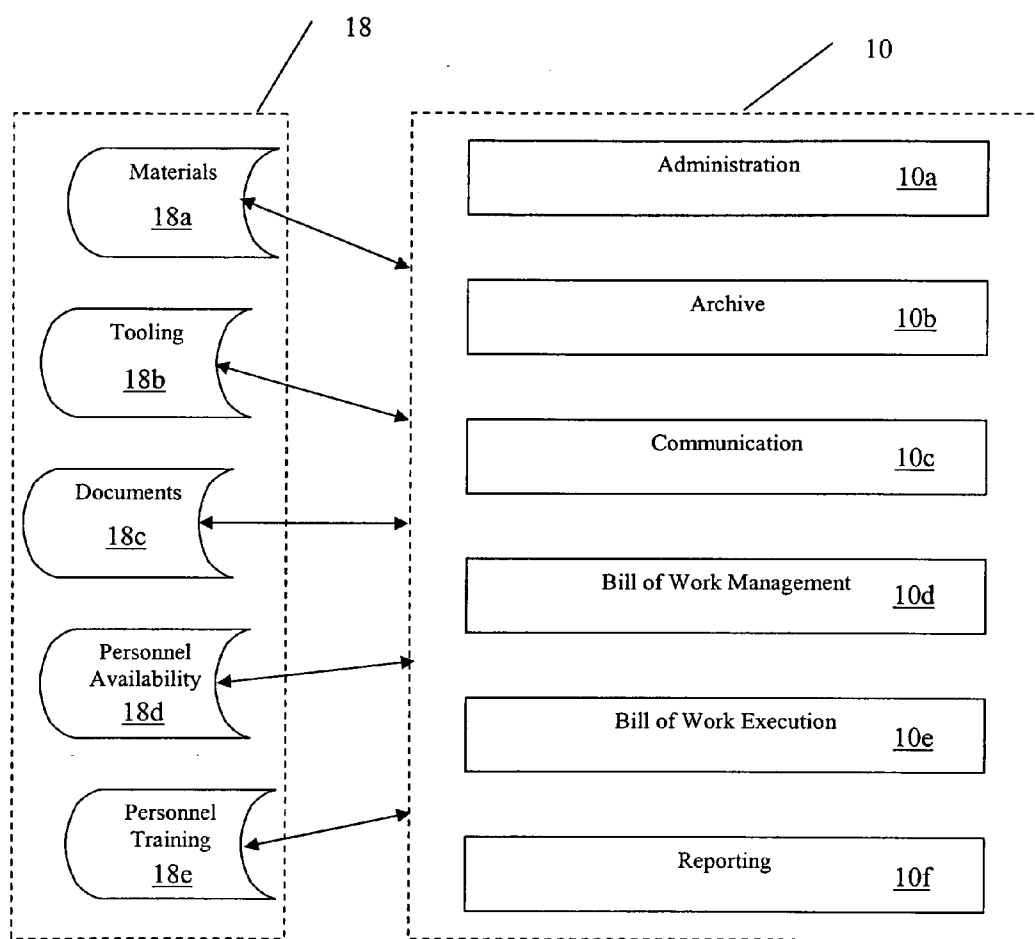 18
10
Materials
18a
Tooling
18b
Documents
18c
Personnel
Availability
18d
Personnel
Training
18e
Administration 10a
Archive 10b
Communication 10c
Bill of Work Management 10d
Bill of Work Execution 10e
Reporting 10f